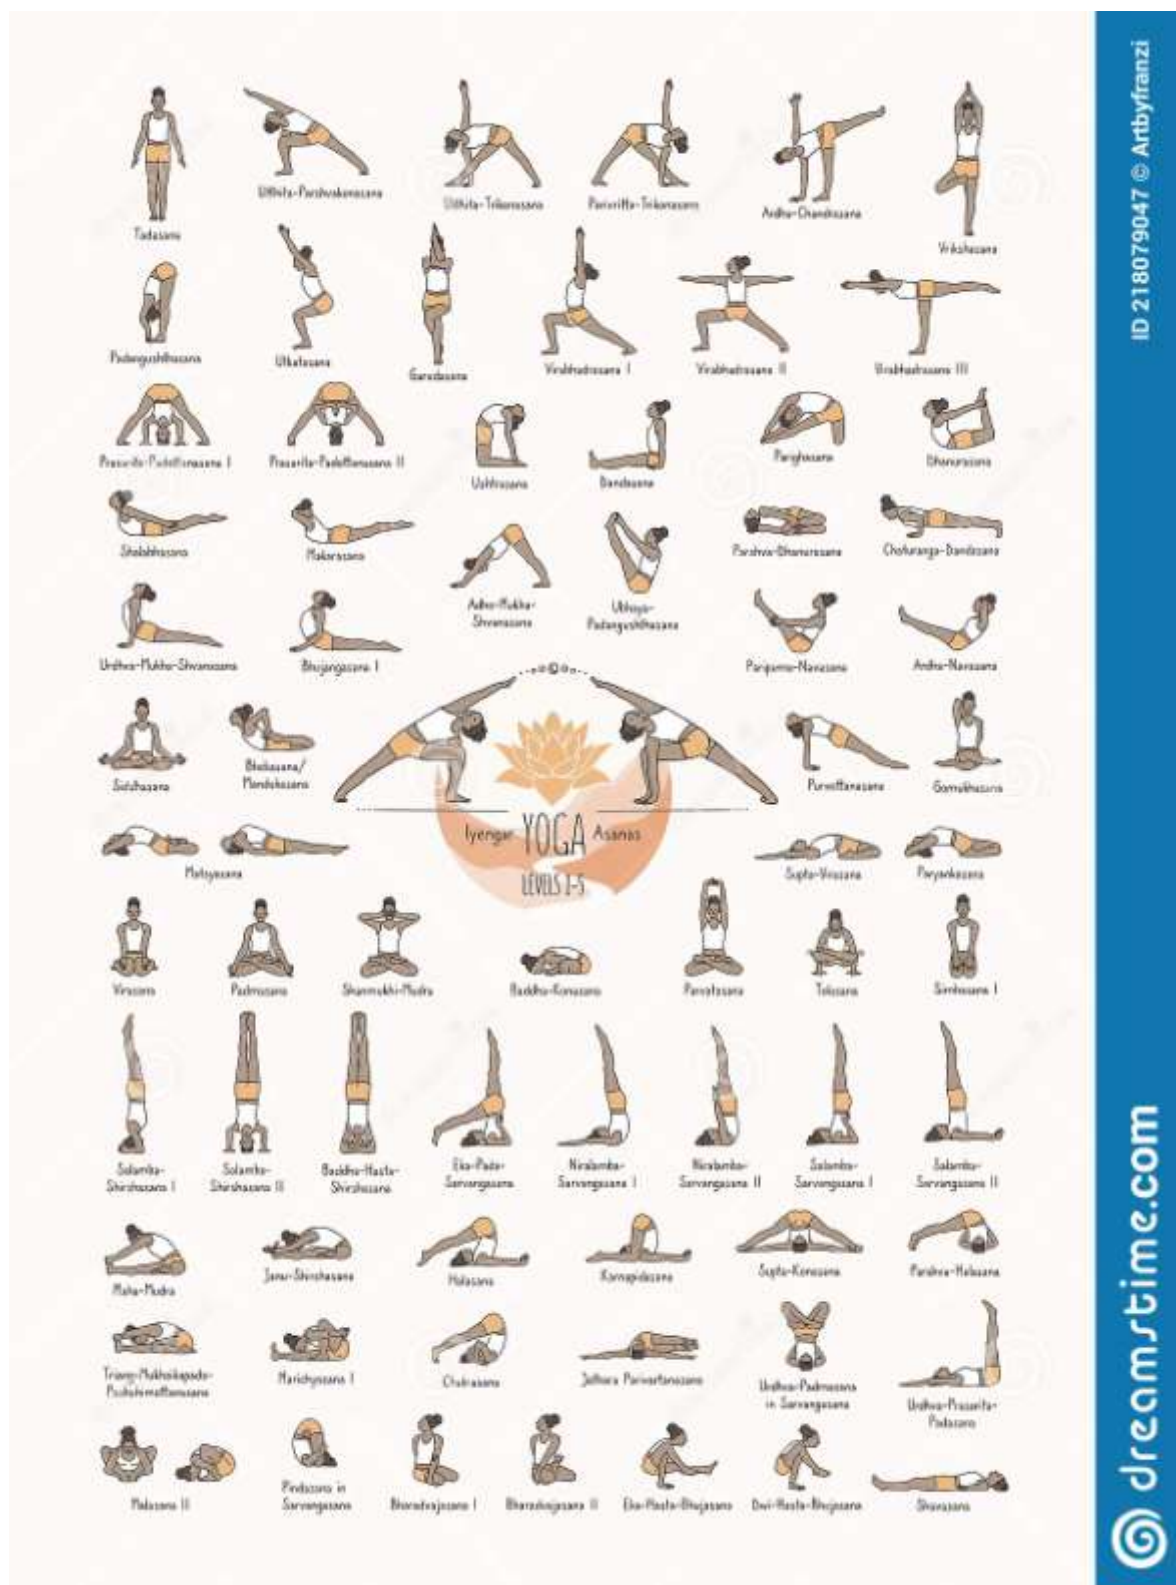 Tadasana
Utthita-Parshvakonasana
Utthita-Trikonasana
Parivritta-Trikonasana
Ardha-Chandrasana
Vrikshasana
Padangushthasana
Utkatasana
Garudasana
Virabhadrasana I
Virabhadrasana II
Virabhadrasana III
Prasarita-Padottanasana I
Prasarita-Padottanasana II
Ushtrasana
Dandasana
Parighasana
Dhanurasana
Shalabhasana
Makarasana
Adho-Mukha-
Shvanasana
Ubhaya-
Padangushthasana
Parshva-Dhanurasana
Chaturanga-Dandasana
Urdhva-Mukha-Shvanasana
Bhujangasana I
Paripurna-Navasana
Ardha-Navasana
Siddhasana
Bhekasana/
Mandukasana
Purvottanasana
Gomukhasana
Iyengar YOGA Asanas
LEVELS 1-5
Matsyasana
Supta-Virasana
Paryankasana
Virasana
Padmasana
Shanmukhi-Mudra
Baddha-Konasana
Parvatasana
Tolasana
Simhasana I
Salamba-
Shirshasana I
Salamba-
Shirshasana II
Baddha-Hasta-
Shirshasana
Eka-Pada-
Sarvangasana
Niralamba-
Sarvangasana I
Niralamba-
Sarvangasana II
Salamba-
Sarvangasana I
Salamba-
Sarvangasana II
Maha-Mudra
Janu-Shirshasana
Halasana
Karnapidasana
Supta-Konasana
Parshva-Halasana
Triang-Mukhaikapada-
Pashchimottanasana
Marichyasana I
Chakrasana
Jathara Parivartanasana
Urdhva-Padmasana
in Sarvangasana
Urdhva-Prasarita-
Padasana
Malasana II
Pindasana in
Sarvangasana
Bharadvajasana I
Bharadvajasana II
Eka-Hasta-Bhujasana
Dwi-Hasta-Bhujasana
Shavasana
ID 218079047 © Artbyfranzi
dreamstime.com